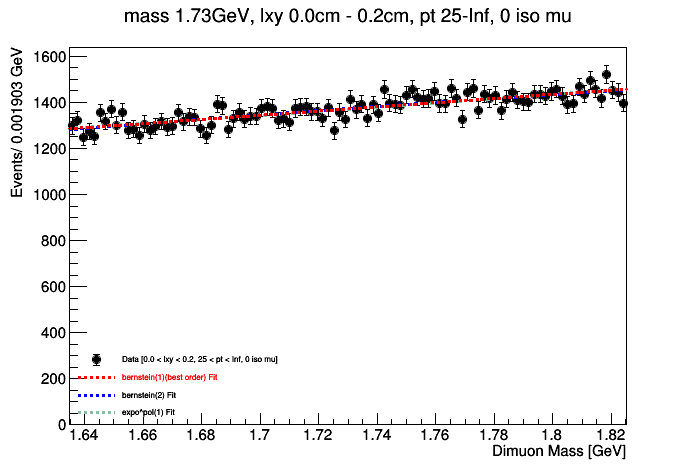 mass 1.73GeV, lxy 0.0cm - 0.2cm, pt 25-Inf, 0 iso mu
Events/ 0.001903 GeV
1600
1400
1200
1000
800
600
400
200
0
Data [0.0 < lxy < 0.2, 25 < pt < Inf, 0 iso mu]
bernstein(1)(best order) Fit
bernstein(2) Fit
expo^pol(1) Fit
1.64 1.66 1.68 1.7 1.72 1.74 1.76 1.78 1.8 1.82
Dimuon Mass [GeV]